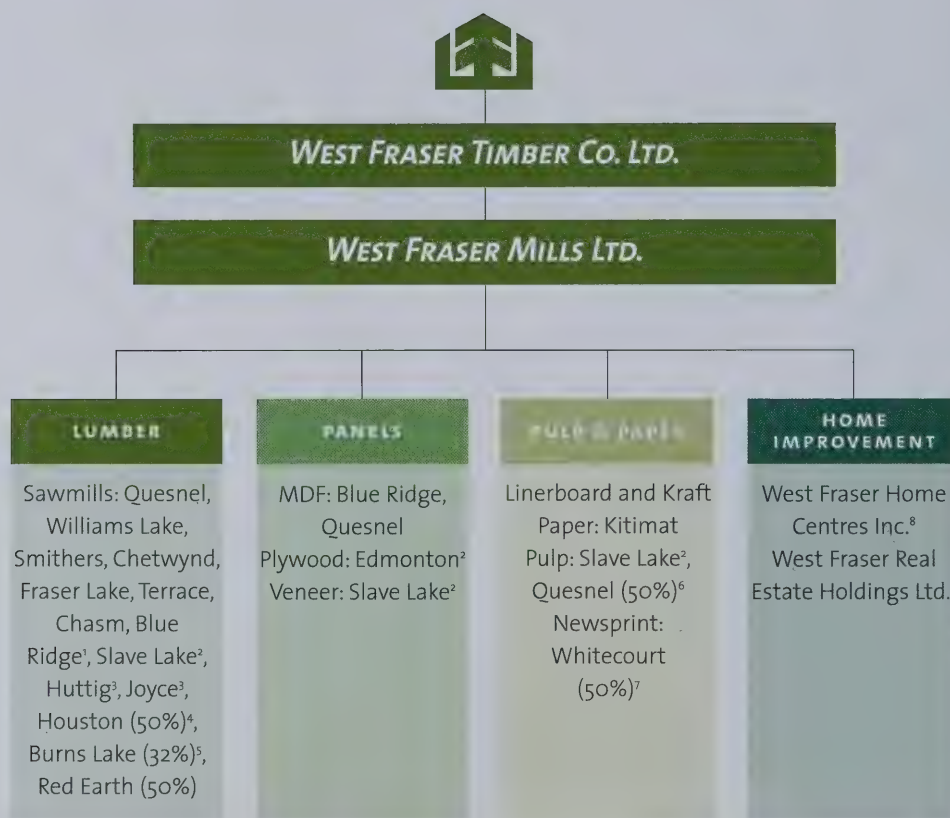 WEST FRASER TIMBER CO. LTD.
WEST FRASER MILLS LTD.
LUMBER
Sawmills: Quesnel,
Williams Lake,
Smithers, Chetwynd,
Fraser Lake, Terrace,
Chasm, Blue
Ridge¹, Slave Lake²,
Huttig³, Joyce³,
Houston (50%)⁴,
Burns Lake (32%)⁵,
Red Earth (50%)
PANELS
MDF: Blue Ridge,
Quesnel
Plywood: Edmonton²
Veneer: Slave Lake²
PULP & PAPER
Linerboard and Kraft
Paper: Kitimat
Pulp: Slave Lake²,
Quesnel (50%)⁶
Newsprint:
Whitecourt
(50%)⁷
HOME
IMPROVEMENT
West Fraser Home
Centres Inc.⁸
West Fraser Real
Estate Holdings Ltd.